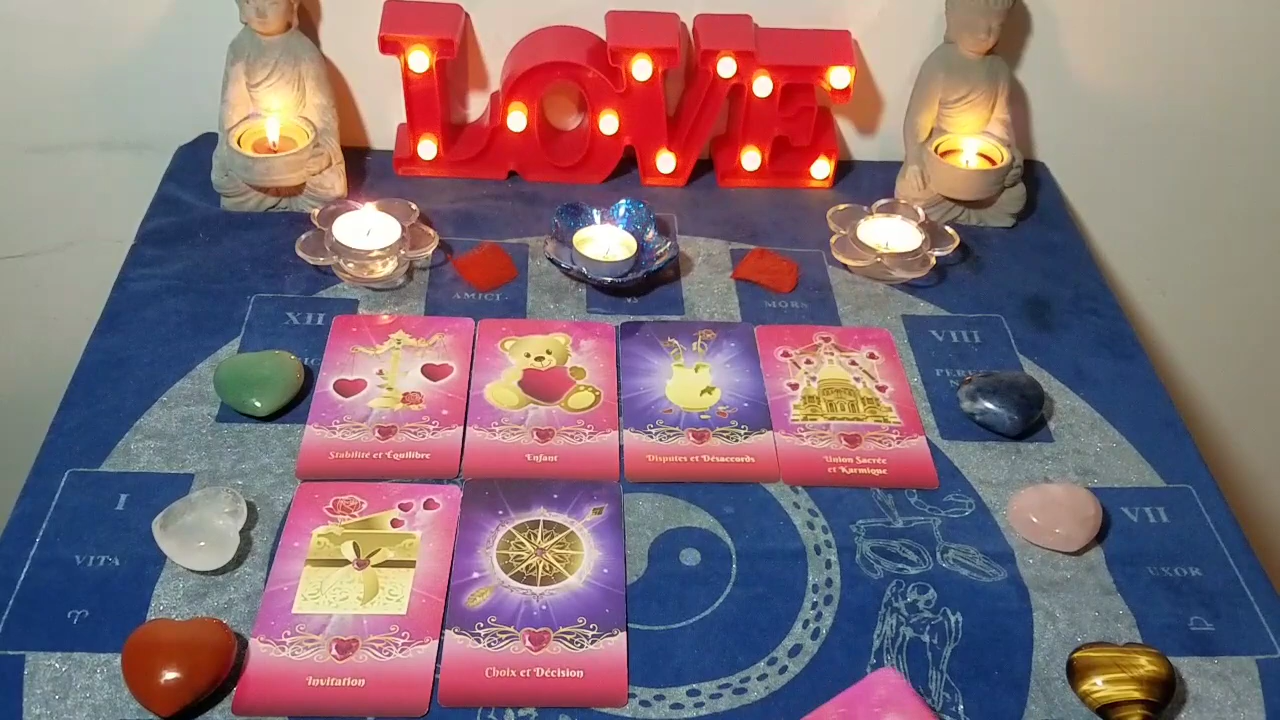 LOVE
AMICI
MORS
XII
VIII
Stabilité et Équilibre
Enfant
Disputes et Désaccords
Union Sacrée
et Karmique
I
VITA
VII
UXOR
Invitation
Choix et Décision